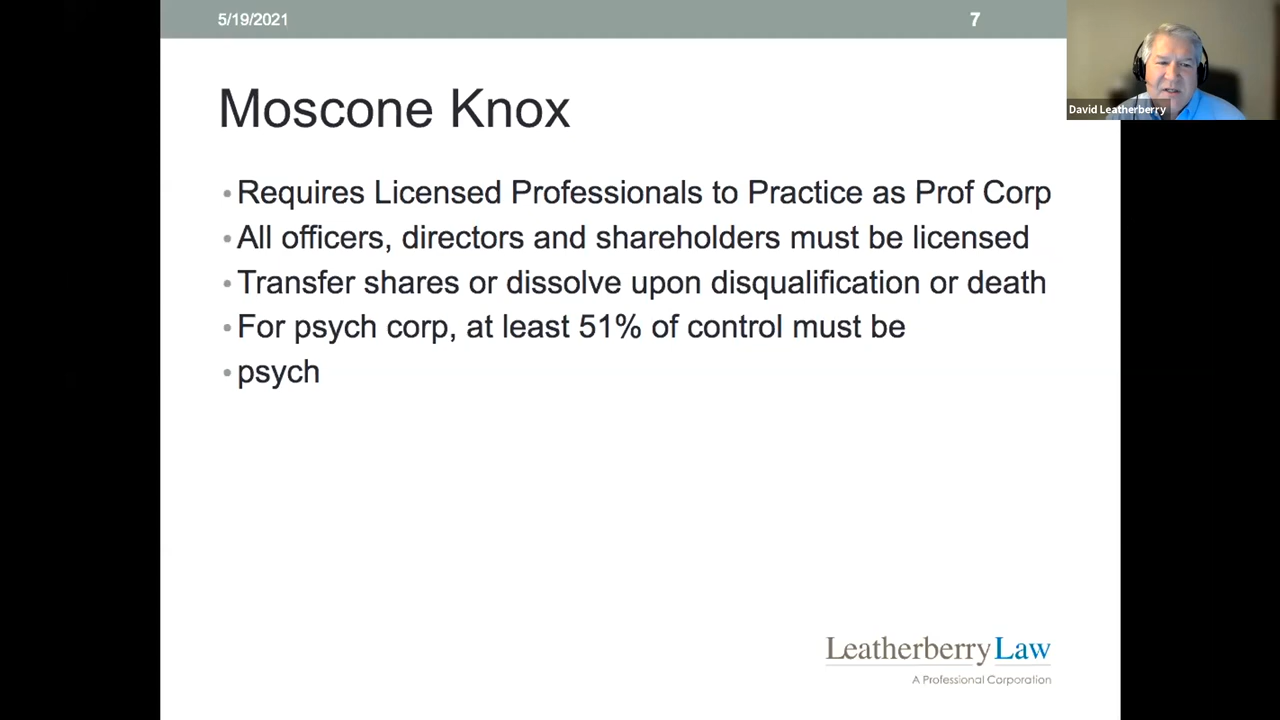 5/19/2021
7
David Leatherberry
Moscone Knox
• Requires Licensed Professionals to Practice as Prof Corp
• All officers, directors and shareholders must be licensed
• Transfer shares or dissolve upon disqualification or death
• For psych corp, at least 51% of control must be
• psych
LeatherberryLaw
A Professional Corporation